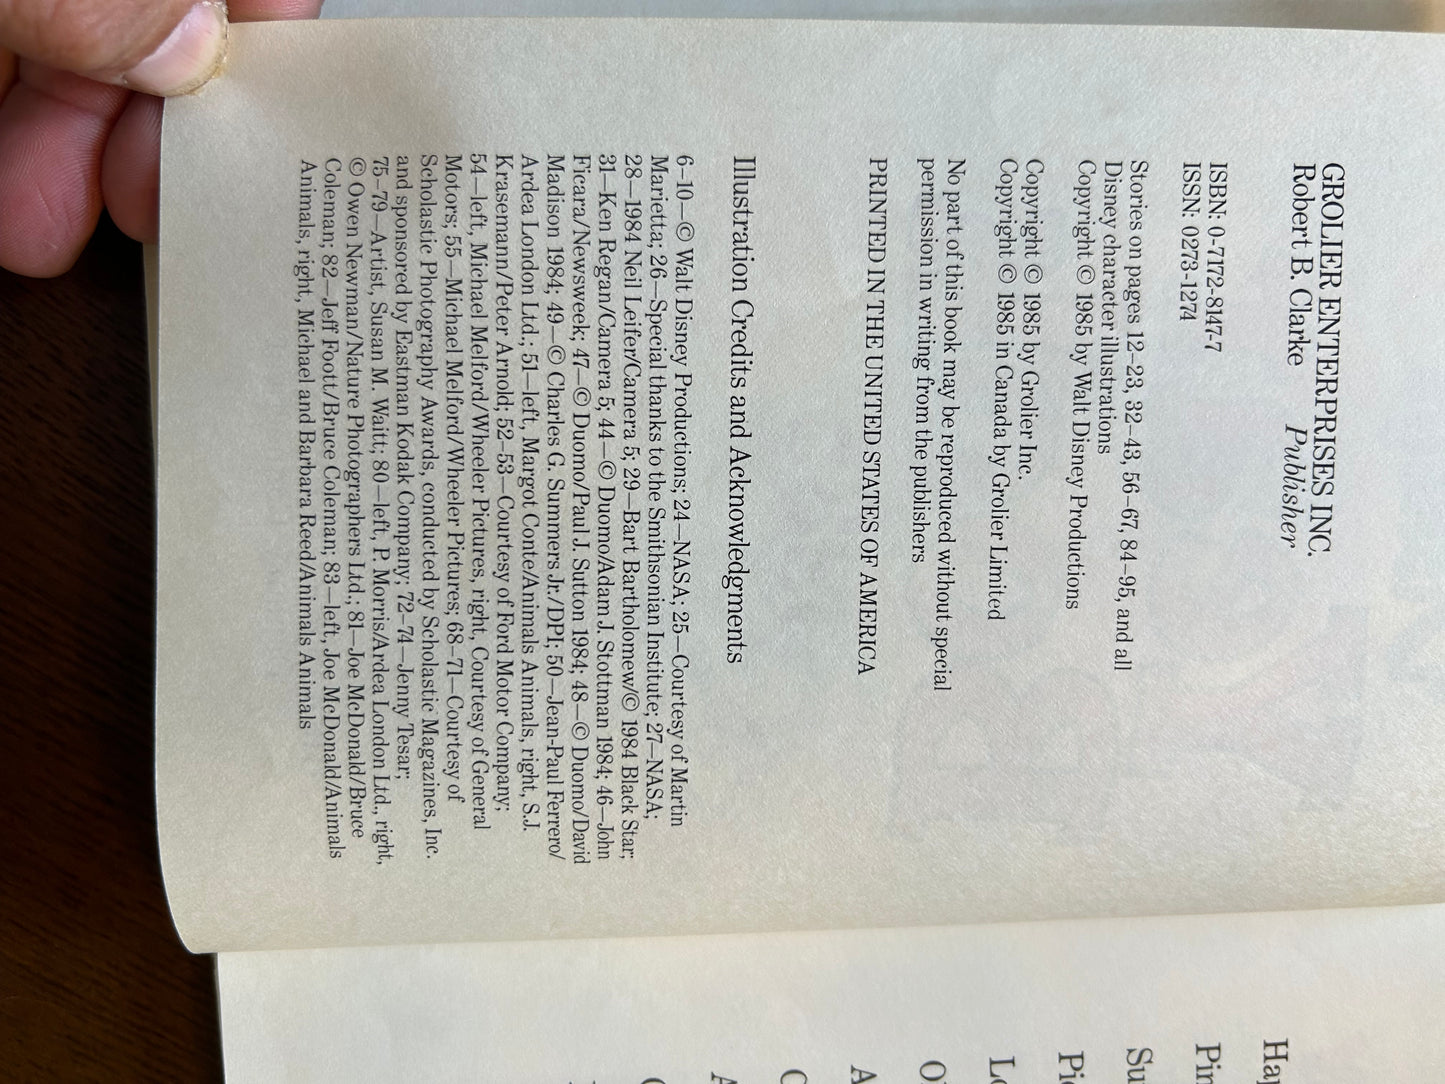 GROLIER ENTERPRISES INC.
Robert B. Clarke Publisher
ISBN: 0-7172-8147-7
ISSN: 0273-1274
Stories on pages 12–23, 32–43, 56–67, 84–95, and all
Disney character illustrations
Copyright © 1985 by Walt Disney Productions
Copyright © 1985 by Grolier Inc.
Copyright © 1985 in Canada by Grolier Limited
No part of this book may be reproduced without special
permission in writing from the publishers
PRINTED IN THE UNITED STATES OF AMERICA
Illustration Credits and Acknowledgments
6–10—© Walt Disney Productions; 24—NASA; 25—Courtesy of Martin
Marietta; 26—Special thanks to the Smithsonian Institute; 27—NASA;
28—1984 Neil Leifer/Camera 5; 29—Bart Bartholomew/© 1984 Black Star;
31—Ken Regan/Camera 5; 44—© Duomo/Adam J. Stottman 1984; 46—John
Ficara/Newsweek; 47—© Duomo/Paul J. Sutton 1984; 48—© Duomo/David
Madison 1984; 49—© Charles G. Summers Jr./DPI; 50—Jean-Paul Ferrero/
Ardea London Ltd.; 51—left, Margot Conte/Animals Animals, right, S.J.
Krasemann/Peter Arnold; 52–53—Courtesy of Ford Motor Company;
54—left, Michael Melford/Wheeler Pictures, right, Courtesy of General
Motors; 55—Michael Melford/Wheeler Pictures; 68–71—Courtesy of
Scholastic Photography Awards, conducted by Scholastic Magazines, Inc.
and sponsored by Eastman Kodak Company; 72–74—Jenny Tesar;
75–79—Artist, Susan M. Waitt; 80—left, P. Morris/Ardea London Ltd., right,
© Owen Newman/Nature Photographers Ltd.; 81—Joe McDonald/Bruce
Coleman; 82—Jeff Foott/Bruce Coleman; 83—left, Joe McDonald/Animals
Animals, right, Michael and Barbara Reed/Animals Animals